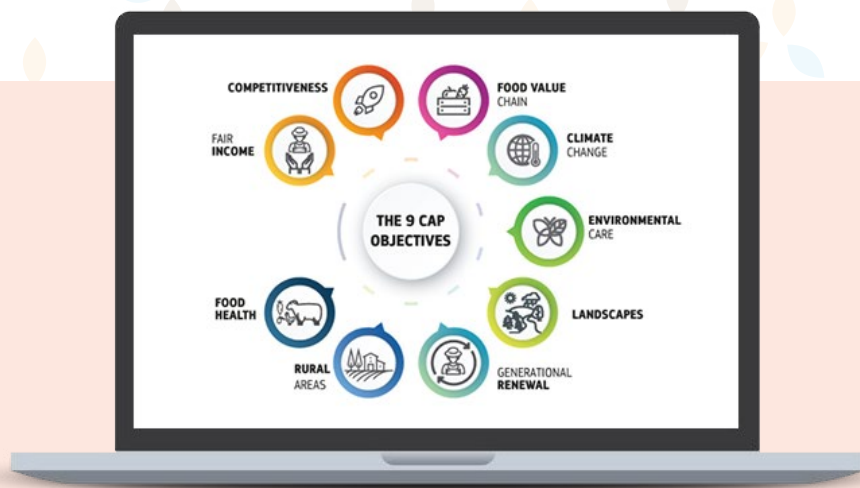 THE 9 CAP
OBJECTIVES
COMPETITIVENESS
FOOD VALUE
CHAIN
FAIR
INCOME
CLIMATE
CHANGE
ENVIRONMENTAL
CARE
FOOD
HEALTH
LANDSCAPES
RURAL
AREAS
GENERATIONAL
RENEWAL